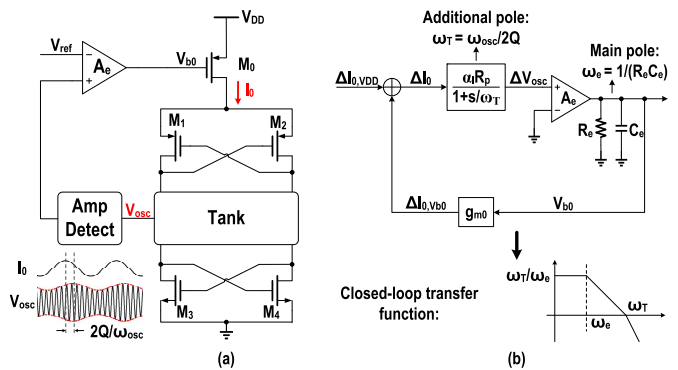 V_DD
V_ref
A_e
V_b0
M_0
I_0
M_1
M_2
Amp
Detect
V_osc
Tank
I_0
V_osc
2Q/ω_osc
M_3
M_4
(a)
Additional pole:
ω_T = ω_osc/2Q
Main pole:
ω_e = 1/(R_eC_e)
ΔI_0,VDD
ΔI_0
α_IR_p
1+s/ω_T
ΔV_osc
A_e
R_e
C_e
ΔI_0,Vb0
g_m0
V_b0
Closed-loop transfer
function:
ω_T/ω_e
ω_e
ω_T
(b)